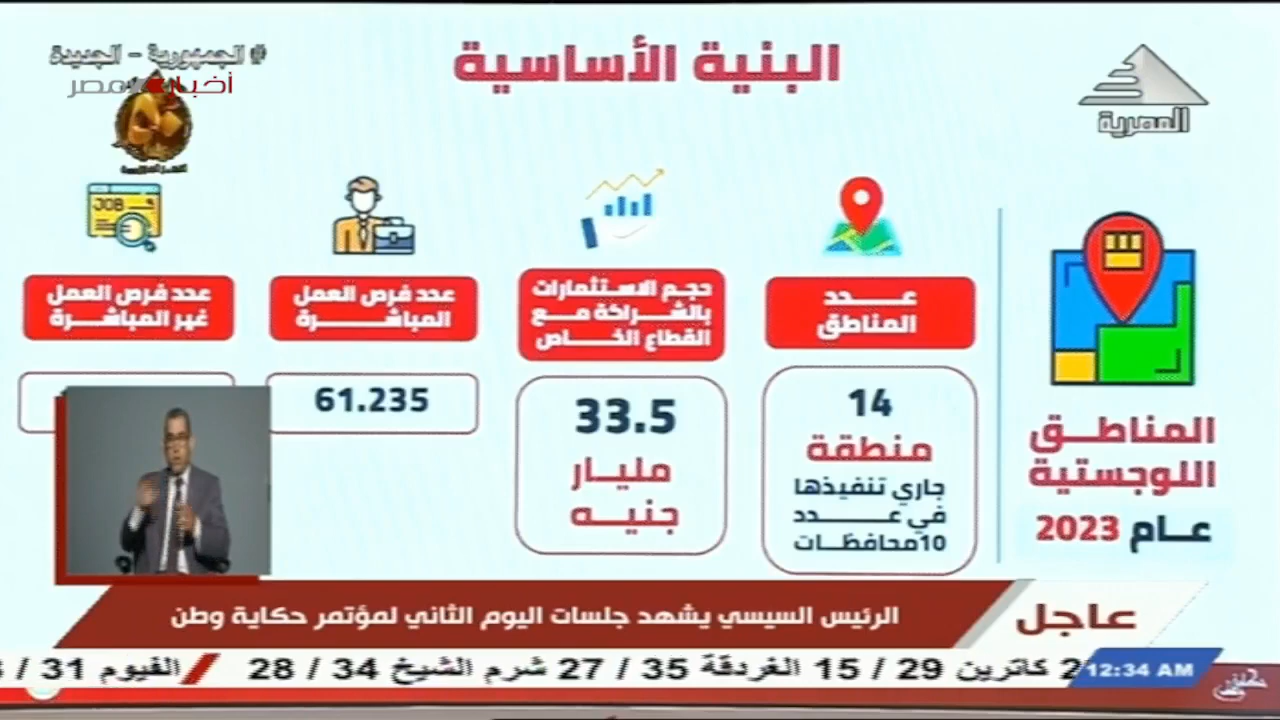 # الجمهورية - الجديدة
أخبار مصر
البنية الأساسية
المصرية
JOB
عدد
المناطق
حجم الاستثمارات
بالشراكة مع
القطاع الخاص
عدد فرص العمل
المباشرة
عدد فرص العمل
غير المباشرة
14
منطقة
جاري تنفيذها
في عدد
10محافظات
33.5
مليار
جنيه
61.235
المناطق
اللوجستية
عام 2023
عاجل
الرئيس السيسي يشهد جلسات اليوم الثاني لمؤتمر حكاية وطن
كاترين 29 / 15 الغردقة 35 / 27 شرم الشيخ 34 / 28
الفيوم 31 /
12:34 AM
حكاية وطن